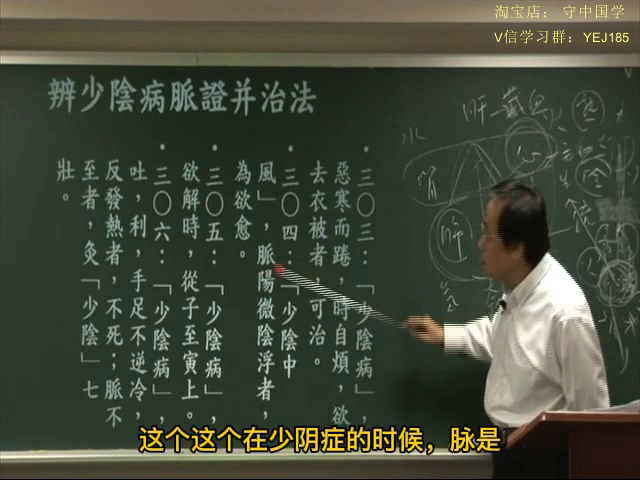 淘宝店： 守中国学
V信学习群：YEJ185
辨少陰病脈證并治法
•三〇三：「少陰病」，
惡寒而踡，時自煩，欲
去衣被者，可治。
•三〇四：「少陰中
風」，脈陽微陰浮者，
為欲愈。
•三〇五：「少陰病」，
欲解時，從子至寅上。
•三〇六：「少陰病」，
吐，利，手足不逆冷，
反發熱者，不死；脈不
至者，灸「少陰」七
壯。
肝
藏
心
水
脾
这个这个在少阴症的时候，脉是